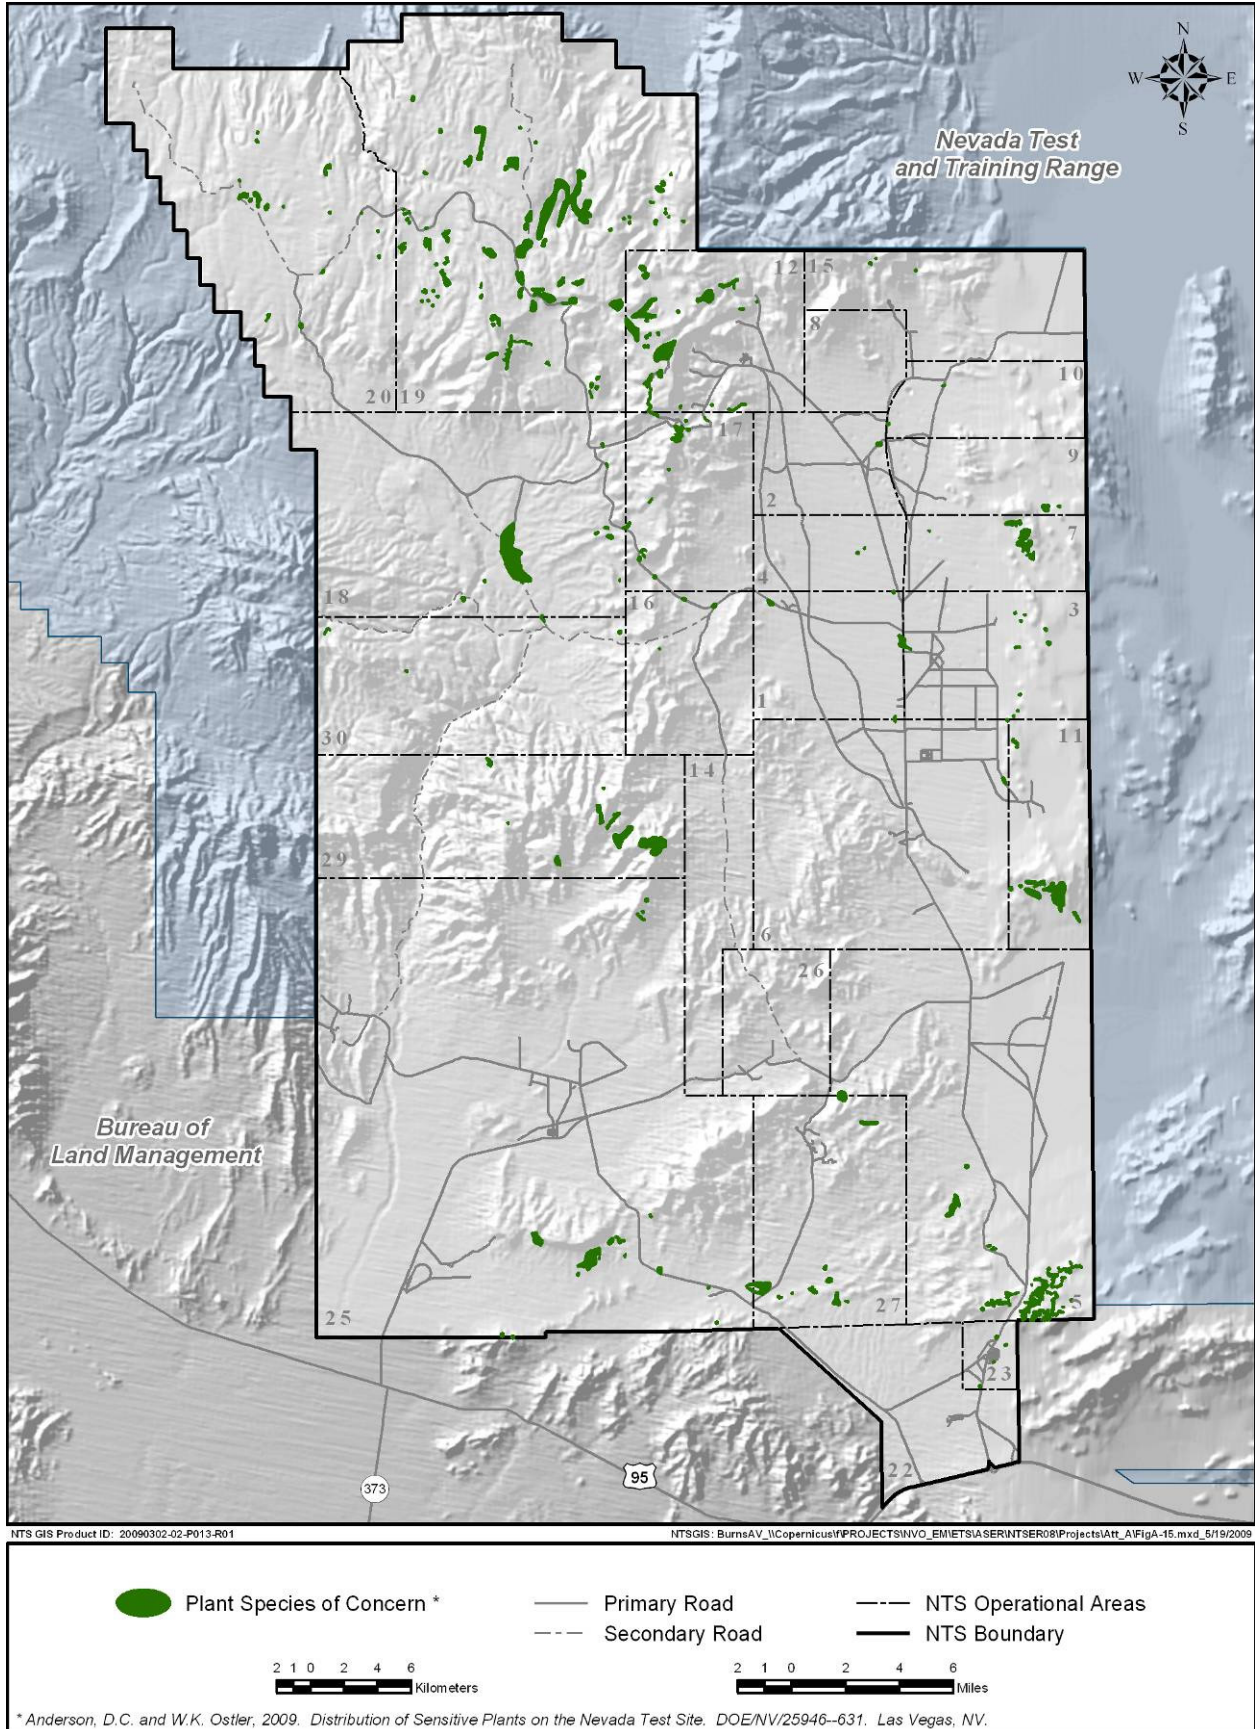 N
W E
S
Nevada Test
and Training Range
12 15
8
10
20 19
17
9
2
7
18
16
4
3
1
30
11
14
29
6
26
Bureau of
Land Management
25
27
5
23
22
95
373
NTS GIS Product ID: 20090302-02-P013-R01
NTSGIS: BurnsAV_\\Copernicus\f\PROJECTS\NVO_EM\ETS\ASER\NTSER08\Projects\Att_A\FigA-15.mxd_5/19/2009
Plant Species of Concern *
Primary Road
Secondary Road
NTS Operational Areas
NTS Boundary
2 1 0 2 4 6
Kilometers
2 1 0 2 4 6
Miles
* Anderson, D.C. and W.K. Ostler, 2009. Distribution of Sensitive Plants on the Nevada Test Site. DOE/NV/25946--631. Las Vegas, NV.